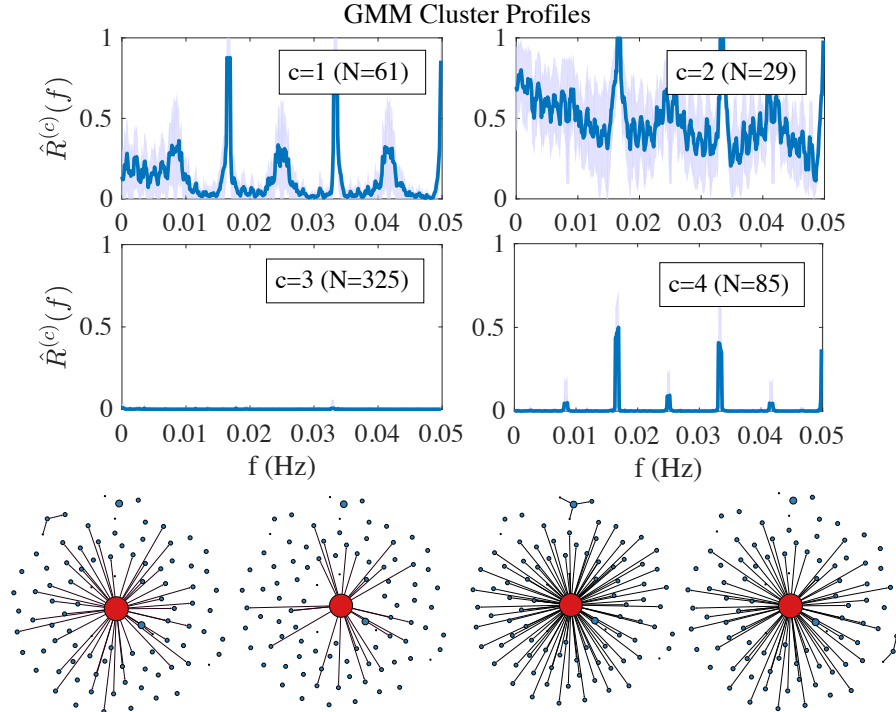 GMM Cluster Profiles
R̂^(c)(f)
1
0.5
0
c=1 (N=61)
0 0.01 0.02 0.03 0.04 0.05
1
0.5
0
c=2 (N=29)
0 0.01 0.02 0.03 0.04 0.05
R̂^(c)(f)
1
0.5
0
c=3 (N=325)
0 0.01 0.02 0.03 0.04 0.05
f (Hz)
1
0.5
0
c=4 (N=85)
0 0.01 0.02 0.03 0.04 0.05
f (Hz)